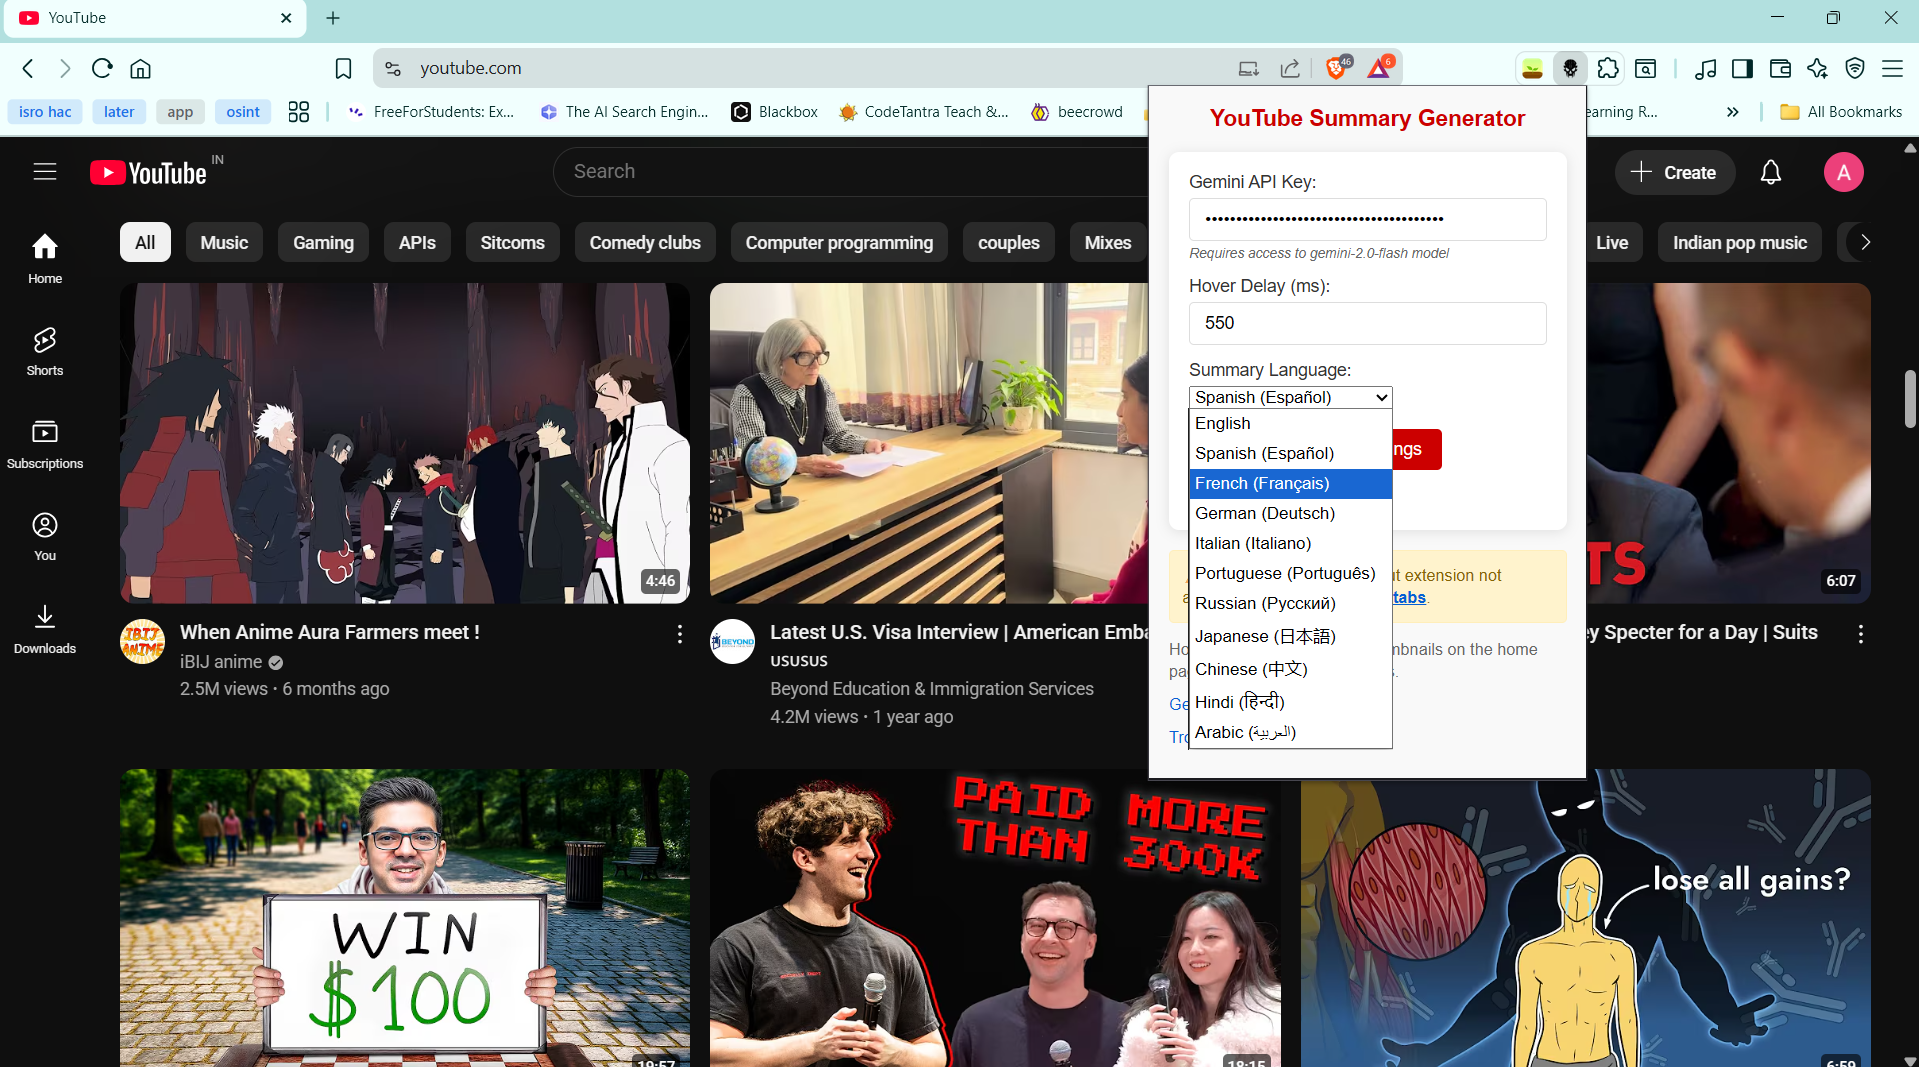 YouTube
youtube.com
46
6
isro hac
later
app
osint
FreeForStudents: Ex...
The AI Search Engin...
Blackbox
CodeTantra Teach &...
beecrowd
earning R...
All Bookmarks
YouTube IN
Search
Create
A
Home
Shorts
Subscriptions
You
Downloads
All
Music
Gaming
APIs
Sitcoms
Comedy clubs
Computer programming
couples
Mixes
Live
Indian pop music
YouTube Summary Generator
Gemini API Key:
••••••••••••••••••••••••••••••••••••••
Requires access to gemini-2.0-flash model
Hover Delay (ms):
550
Summary Language:
Spanish (Español)
English
Spanish (Español)
French (Français)
German (Deutsch)
Italian (Italiano)
Portuguese (Português)
Russian (Русский)
Japanese (日本語)
Chinese (中文)
Hindi (हिन्दी)
Arabic (العربية)
ngs
t extension not
tabs.
Ho
mbnails on the home
pa
Ge
Tro
4:46
IBIJ
ANIME
When Anime Aura Farmers meet !
iBIJ anime
2.5M views • 6 months ago
BEYOND
Latest U.S. Visa Interview | American Emba
USUSUS
Beyond Education & Immigration Services
4.2M views • 1 year ago
TS
6:07
ey Specter for a Day | Suits
WIN
$100
19:57
PAID MORE
THAN 300K
18:15
lose all gains?
6:59